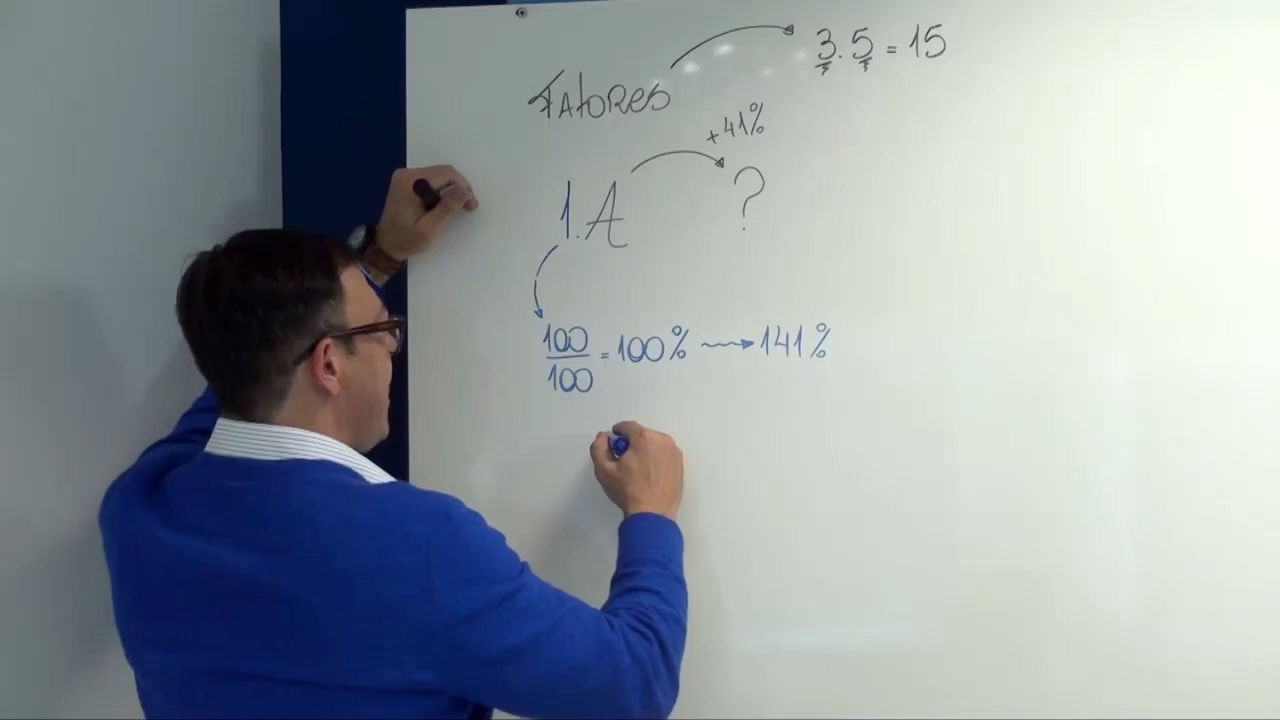 3.5 = 15
FATORES
+41%
1.A ?
100/100 = 100% 141%